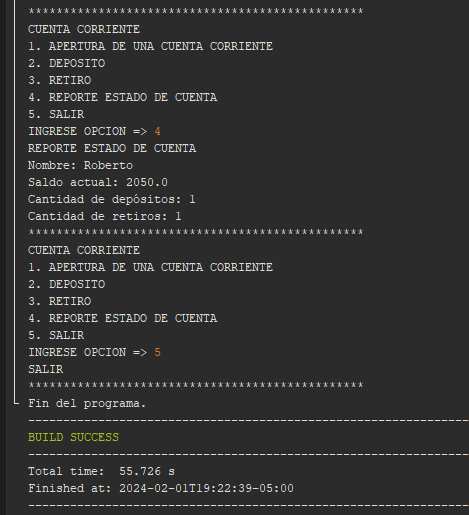 ************************************************
CUENTA CORRIENTE
1. APERTURA DE UNA CUENTA CORRIENTE
2. DEPOSITO
3. RETIRO
4. REPORTE ESTADO DE CUENTA
5. SALIR
INGRESE OPCION => 4
REPORTE ESTADO DE CUENTA
Nombre: Roberto
Saldo actual: 2050.0
Cantidad de depósitos: 1
Cantidad de retiros: 1
************************************************
CUENTA CORRIENTE
1. APERTURA DE UNA CUENTA CORRIENTE
2. DEPOSITO
3. RETIRO
4. REPORTE ESTADO DE CUENTA
5. SALIR
INGRESE OPCION => 5
SALIR
************************************************
Fin del programa.
---------------------------------------------------------------
BUILD SUCCESS
---------------------------------------------------------------
Total time:  55.726 s
Finished at: 2024-02-01T19:22:39-05:00
---------------------------------------------------------------